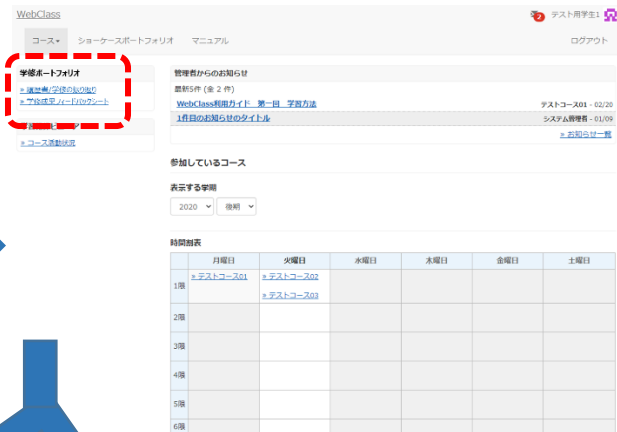 WebClass
2 テスト用学生1
コース▾ ショーケースポートフォリオ マニュアル ログアウト
学修ポートフォリオ
» 履歴書/学修の振り返り
» 学修成果フィードバックシート
» コース活動状況
管理者からのお知らせ
最新5件 (全 2 件)
WebClass利用ガイド 第一回 学習方法 テストコース01 - 02/20
1件目のお知らせのタイトル システム管理者 - 01/09
» お知らせ一覧
参加しているコース
表示する学期
2020 後期
時間割表
月曜日 火曜日 水曜日 木曜日 金曜日 土曜日
1限 » テストコース01 » テストコース02
» テストコース03
2限
3限
4限
5限
6限